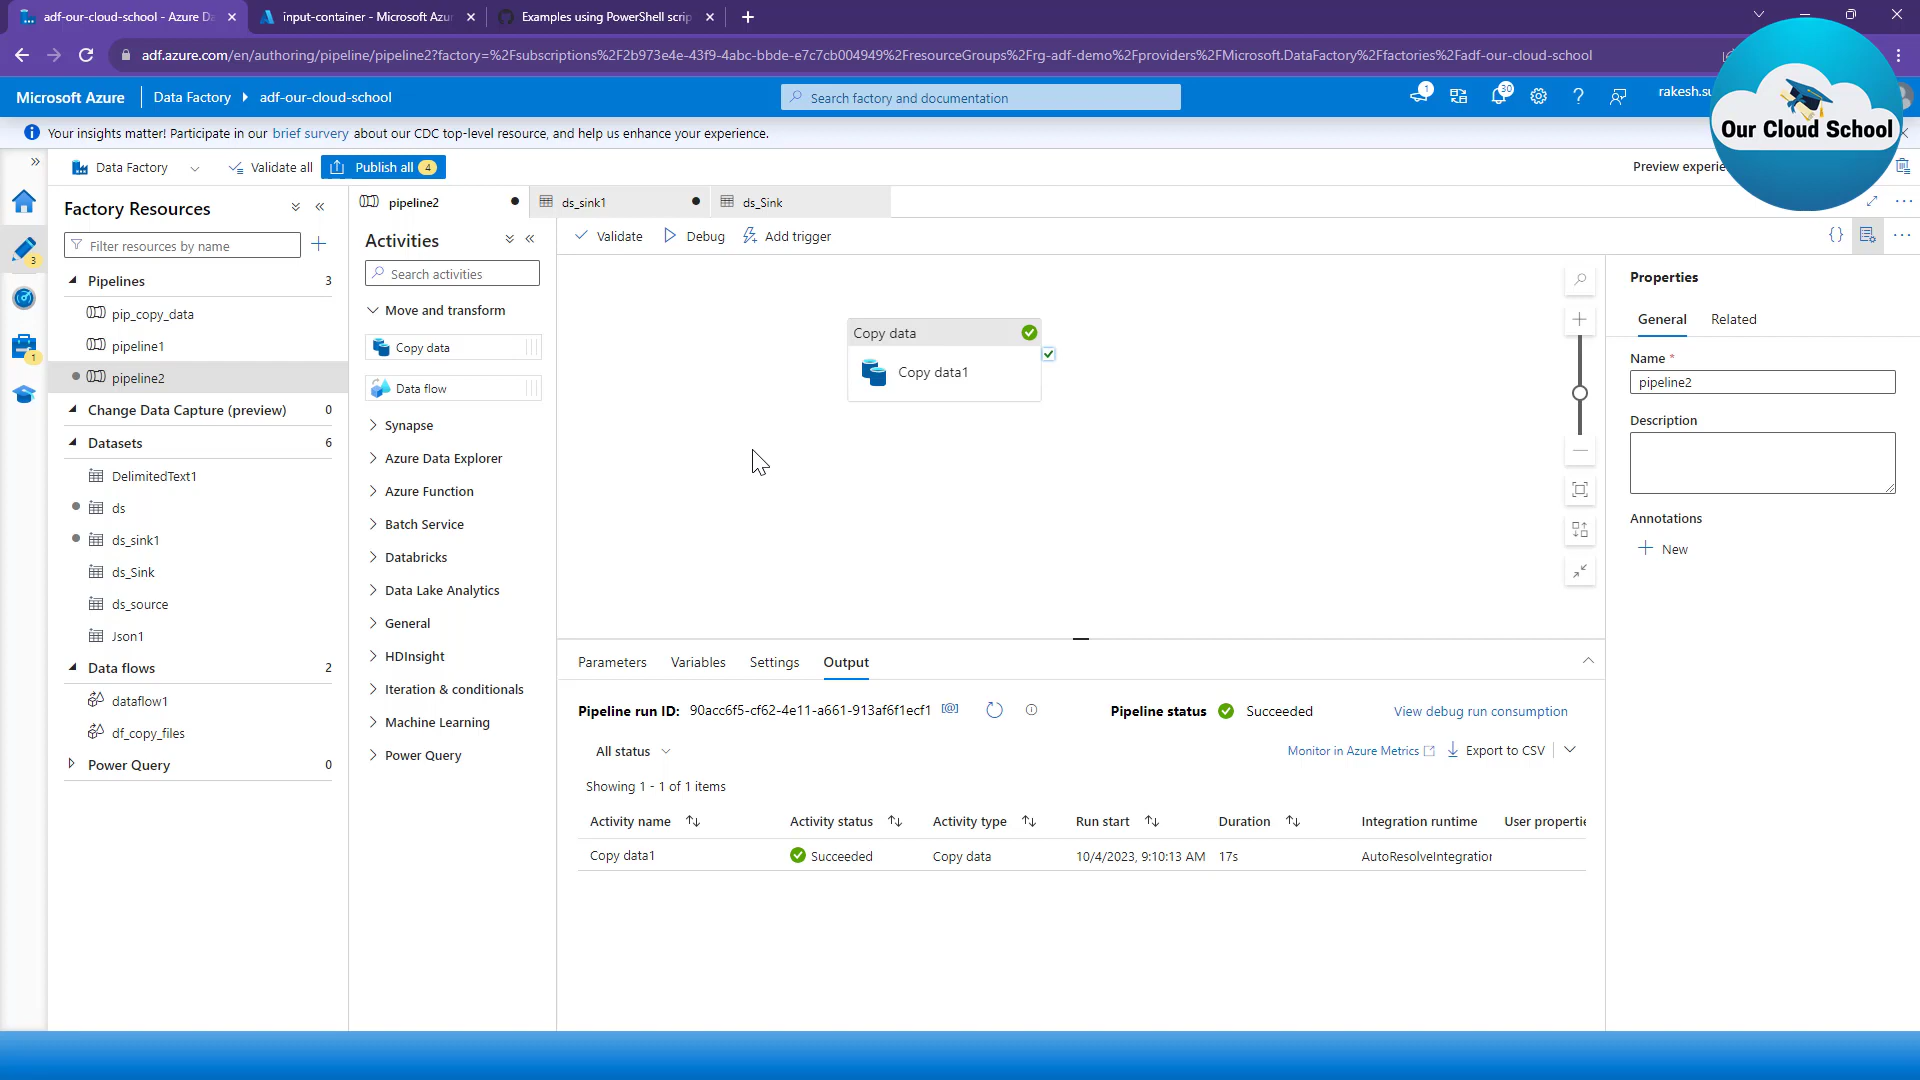 adf-our-cloud-school - Azure Da
input-container - Microsoft Azur
Examples using PowerShell scrip
adf.azure.com/en/authoring/pipeline/pipeline2?factory=%2Fsubscriptions%2F2b973e4e-43f9-4abc-bbde-e7c7cb004949%2FresourceGroups%2Frg-adf-demo%2Fproviders%2FMicrosoft.DataFactory%2Ffactories%2Fadf-our-cloud-school
Microsoft Azure
Data Factory
adf-our-cloud-school
Search factory and documentation
1
30
rakesh.su
Our Cloud School
Your insights matter! Participate in our brief survey about our CDC top-level resource, and help us enhance your experience.
Data Factory
Validate all
Publish all 4
Preview experie
3
1
Factory Resources
Filter resources by name
Pipelines 3
pip_copy_data
pipeline1
pipeline2
Change Data Capture (preview) 0
Datasets 6
DelimitedText1
ds
ds_sink1
ds_Sink
ds_source
Json1
Data flows 2
dataflow1
df_copy_files
Power Query 0
pipeline2
ds_sink1
ds_Sink
Activities
Search activities
Move and transform
Copy data
Data flow
Synapse
Azure Data Explorer
Azure Function
Batch Service
Databricks
Data Lake Analytics
General
HDInsight
Iteration & conditionals
Machine Learning
Power Query
Validate
Debug
Add trigger
Copy data
Copy data1
Parameters
Variables
Settings
Output
Pipeline run ID: 90acc6f5-cf62-4e11-a661-913af6f1ecf1
Pipeline status Succeeded
View debug run consumption
All status
Monitor in Azure Metrics
Export to CSV
Showing 1 - 1 of 1 items
Activity name Activity status Activity type Run start Duration Integration runtime User propertie
Copy data1 Succeeded Copy data 10/4/2023, 9:10:13 AM 17s AutoResolveIntegration
Properties
General
Related
Name *
pipeline2
Description
Annotations
New